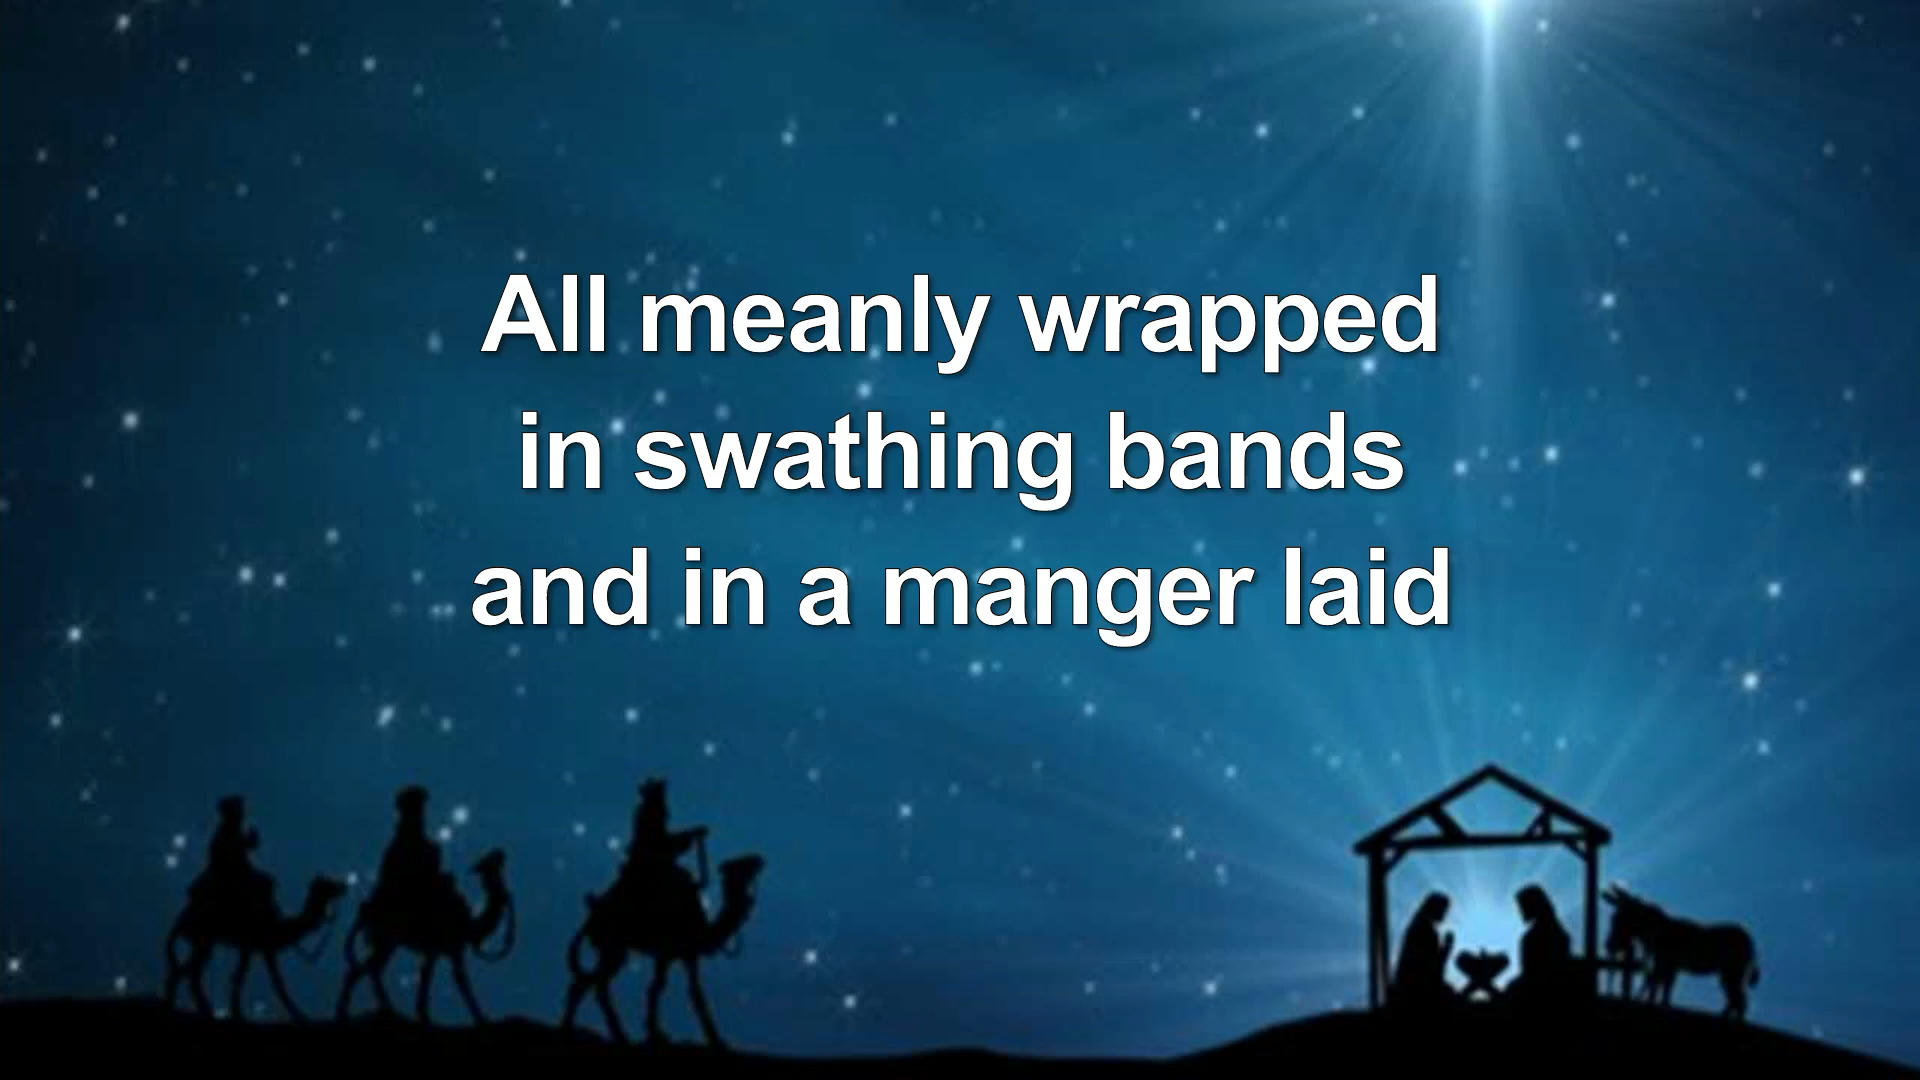 All meanly wrapped
in swathing bands
and in a manger laid